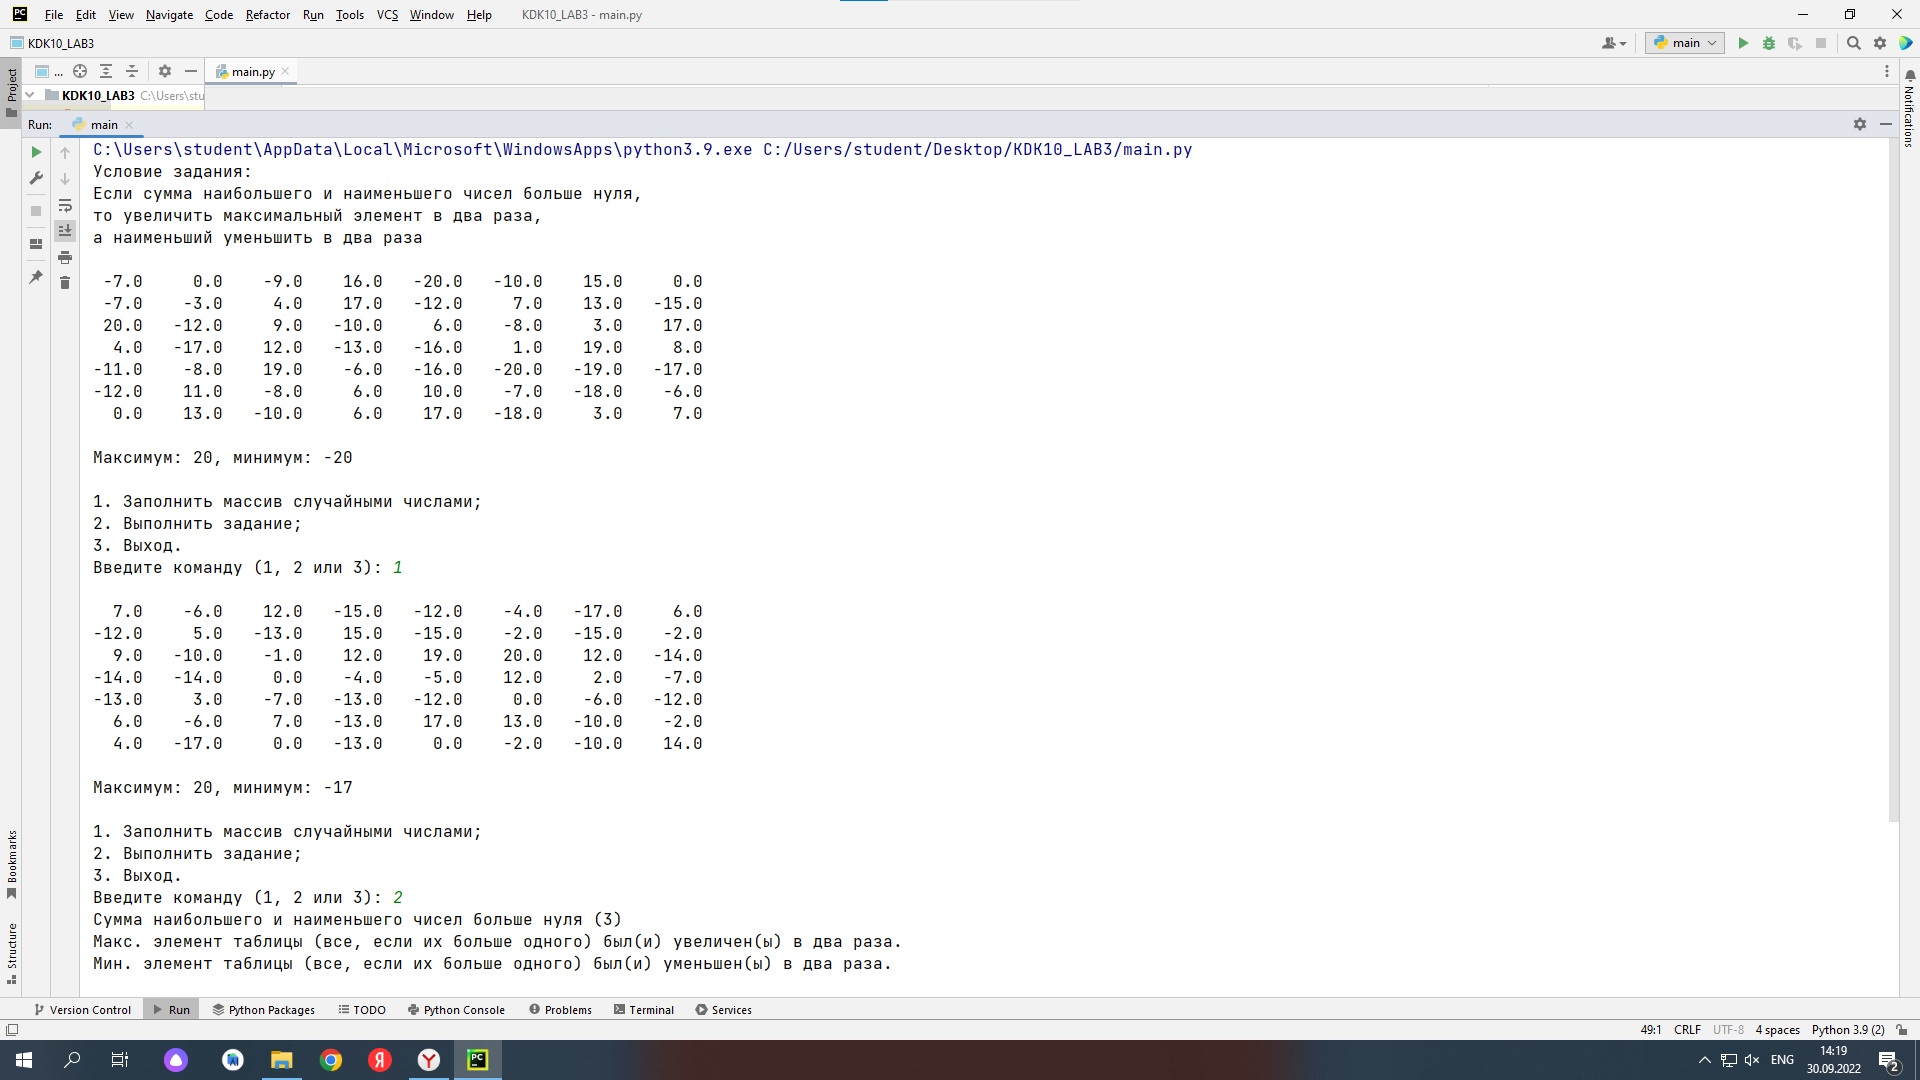 File Edit View Navigate Code Refactor Run Tools VCS Window Help KDK10_LAB3 - main.py
KDK10_LAB3 main
Project ... main.py
KDK10_LAB3 C:\Users\stu
Notifications
Run: main
C:\Users\student\AppData\Local\Microsoft\WindowsApps\python3.9.exe C:/Users/student/Desktop/KDK10_LAB3/main.py
Условие задания:
Если сумма наибольшего и наименьшего чисел больше нуля,
то увеличить максимальный элемент в два раза,
а наименьший уменьшить в два раза
-7.0 0.0 -9.0 16.0 -20.0 -10.0 15.0 0.0
-7.0 -3.0 4.0 17.0 -12.0 7.0 13.0 -15.0
20.0 -12.0 9.0 -10.0 6.0 -8.0 3.0 17.0
4.0 -17.0 12.0 -13.0 -16.0 1.0 19.0 8.0
-11.0 -8.0 19.0 -6.0 -16.0 -20.0 -19.0 -17.0
-12.0 11.0 -8.0 6.0 10.0 -7.0 -18.0 -6.0
0.0 13.0 -10.0 6.0 17.0 -18.0 3.0 7.0
Максимум: 20, минимум: -20
1. Заполнить массив случайными числами;
2. Выполнить задание;
3. Выход.
Введите команду (1, 2 или 3): 1
7.0 -6.0 12.0 -15.0 -12.0 -4.0 -17.0 6.0
-12.0 5.0 -13.0 15.0 -15.0 -2.0 -15.0 -2.0
9.0 -10.0 -1.0 12.0 19.0 20.0 12.0 -14.0
-14.0 -14.0 0.0 -4.0 -5.0 12.0 2.0 -7.0
-13.0 3.0 -7.0 -13.0 -12.0 0.0 -6.0 -12.0
6.0 -6.0 7.0 -13.0 17.0 13.0 -10.0 -2.0
4.0 -17.0 0.0 -13.0 0.0 -2.0 -10.0 14.0
Максимум: 20, минимум: -17
1. Заполнить массив случайными числами;
2. Выполнить задание;
3. Выход.
Введите команду (1, 2 или 3): 2
Сумма наибольшего и наименьшего чисел больше нуля (3)
Макс. элемент таблицы (все, если их больше одного) был(и) увеличен(ы) в два раза.
Мин. элемент таблицы (все, если их больше одного) был(и) уменьшен(ы) в два раза.
Bookmarks
Structure
Version Control Run Python Packages TODO Python Console Problems Terminal Services
49:1 CRLF UTF-8 4 spaces Python 3.9 (2)
ENG 14:19
30.09.2022 2